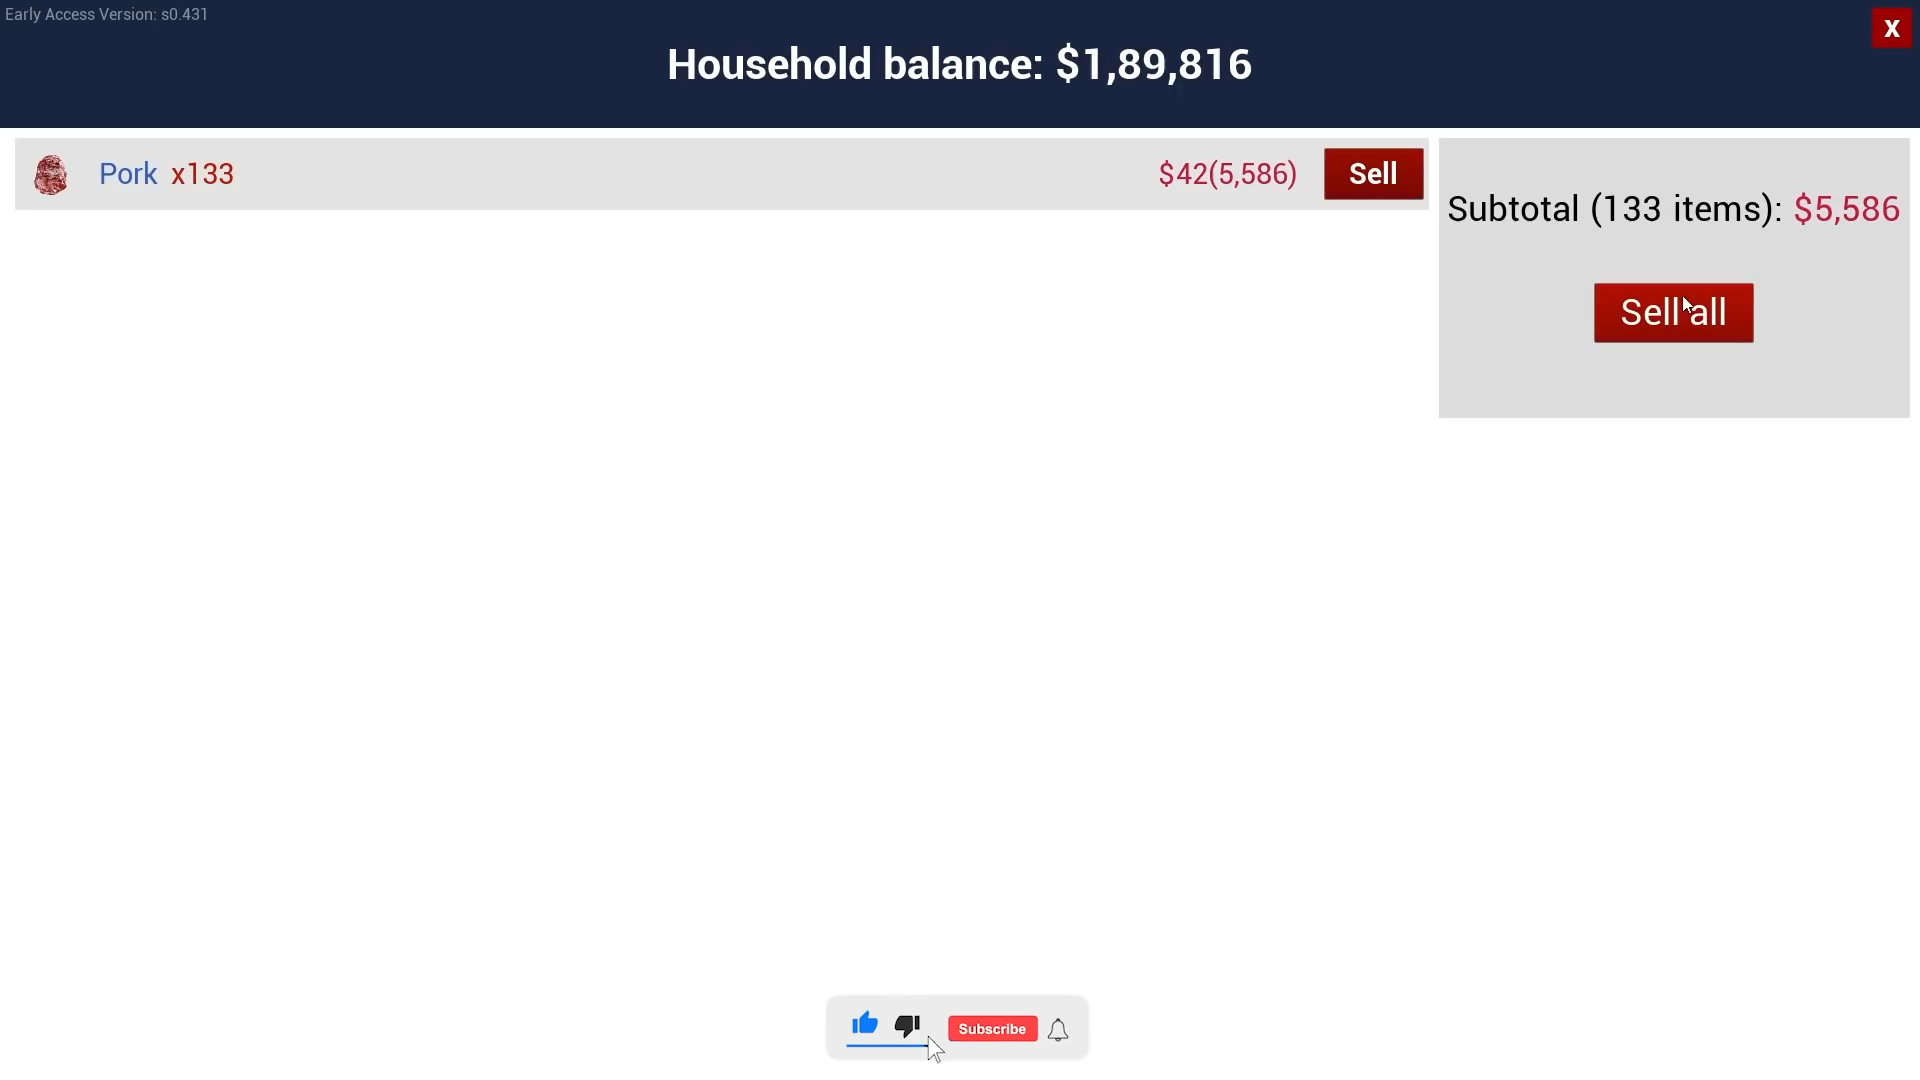 Early Access Version: s0.431
X
Household balance: $1,89,816
Pork x133 $42(5,586) Sell
Subtotal (133 items): $5,586
Sell all
Subscribe